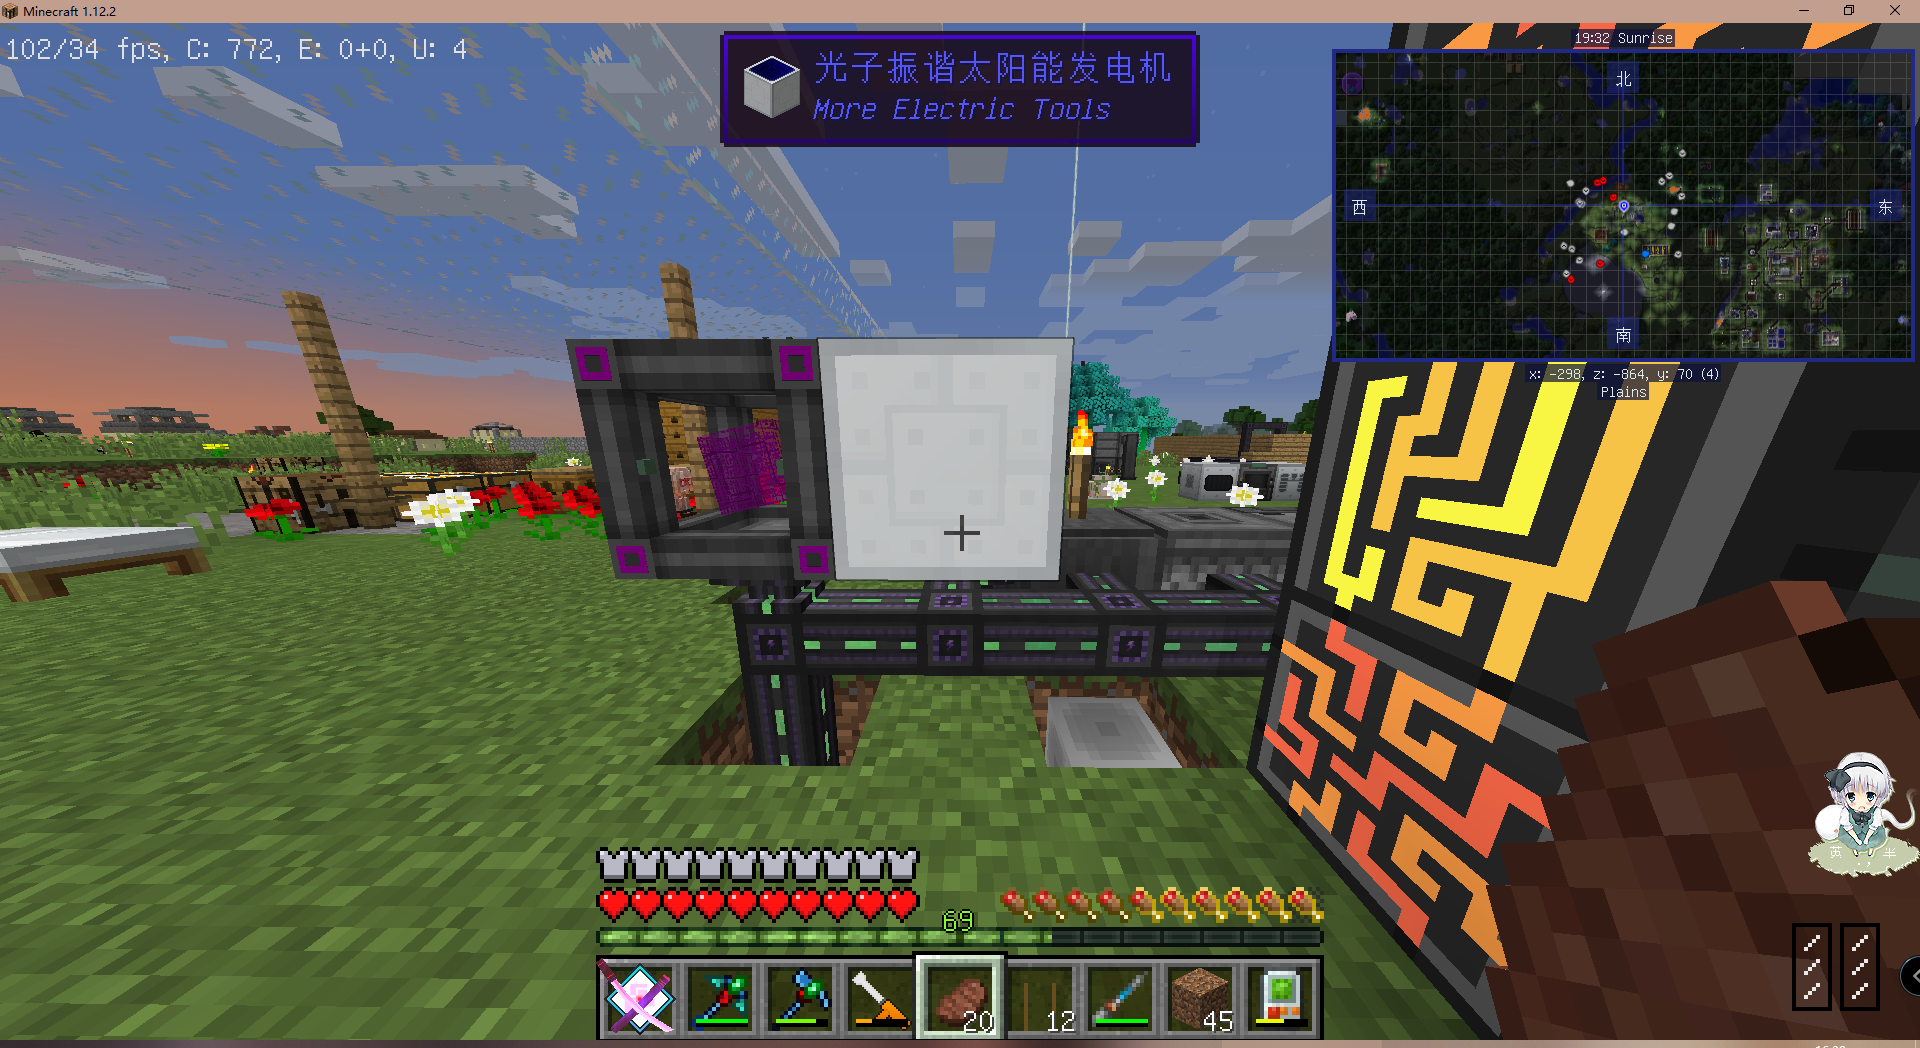 Minecraft 1.12.2
102/34 fps, C: 772, E: 0+0, U: 4
光子振谐太阳能发电机
More Electric Tools
19:32 Sunrise
北
西
东
南
x: -298, z: -864, y: 70 (4)
Plains
69
20
12
45
英
半